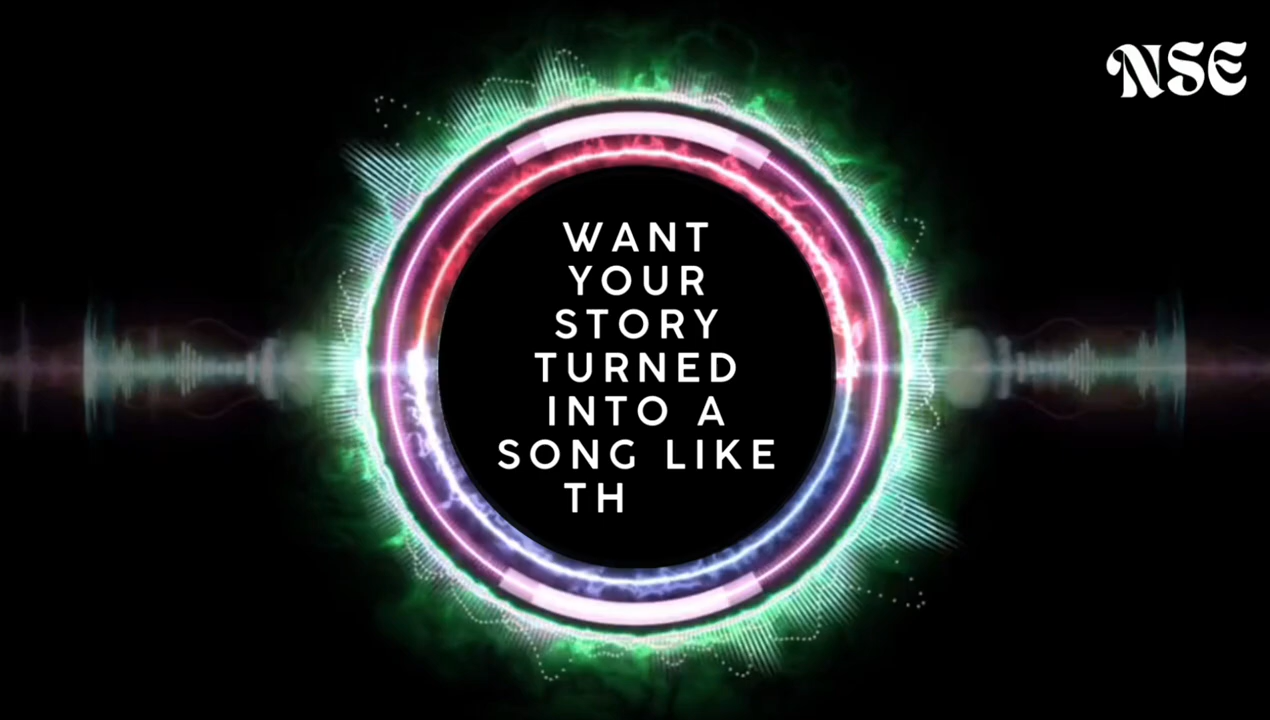 NSE
WANT
YOUR
STORY
TURNED
INTO A
SONG LIKE
TH